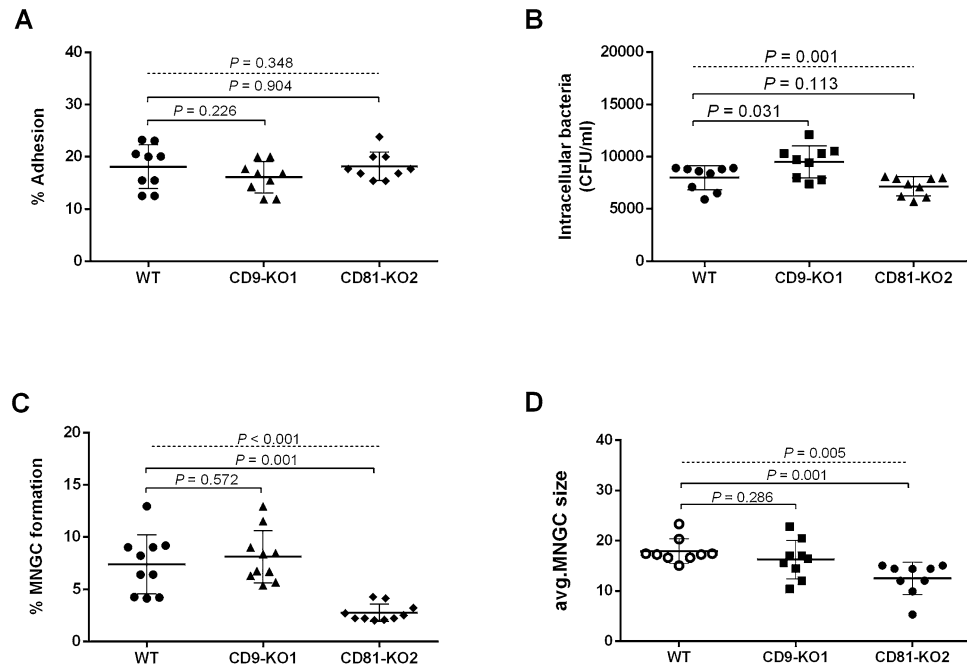 A
% Adhesion
40
30
20
10
0
P = 0.348
P = 0.904
P = 0.226
WT
CD9-KO1
CD81-KO2
B
Intracellular bacteria
(CFU/ml)
20000
15000
10000
5000
0
P = 0.001
P = 0.113
P = 0.031
WT
CD9-KO1
CD81-KO2
C
% MNGC formation
20
15
10
5
0
P < 0.001
P = 0.001
P = 0.572
WT
CD9-KO1
CD81-KO2
D
avg.MNGC size
40
30
20
10
0
P = 0.005
P = 0.001
P = 0.286
WT
CD9-KO1
CD81-KO2